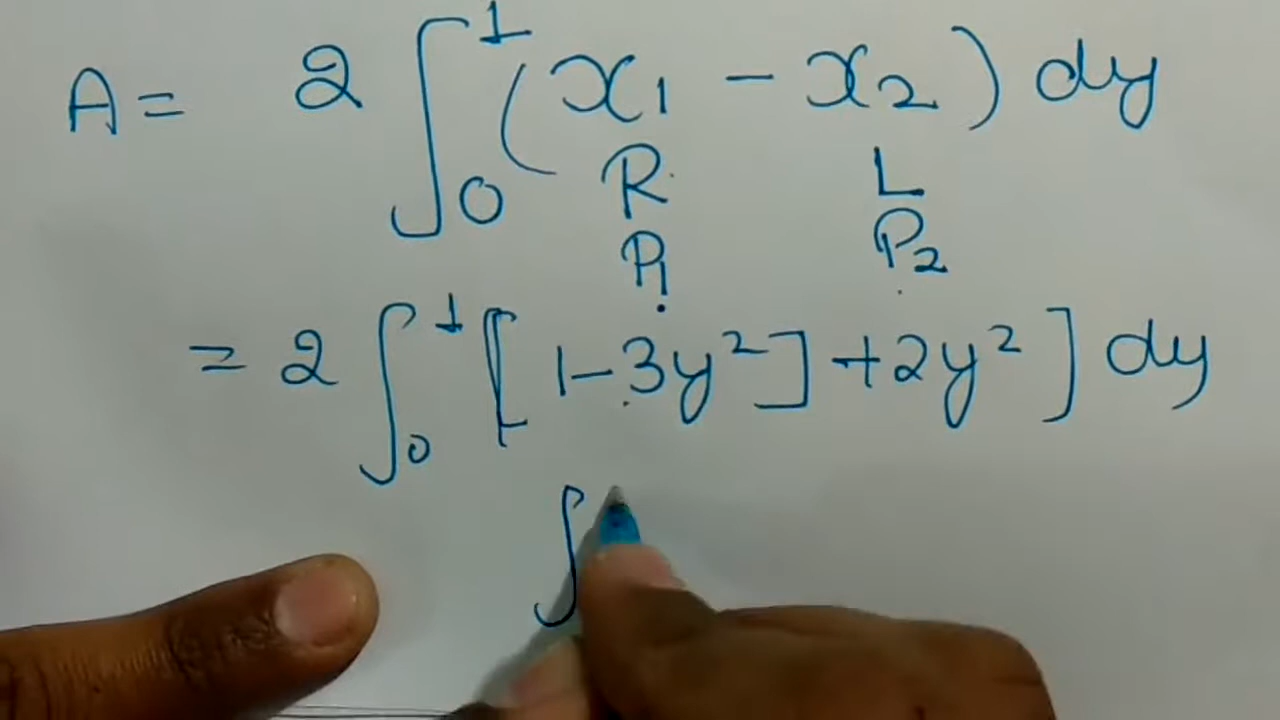 A = 2 ∫₀¹ (x₁ - x₂) dy
R L
P₁ P₂
= 2 ∫₀¹ [ 1-3y² ] +2y² ] dy
∫